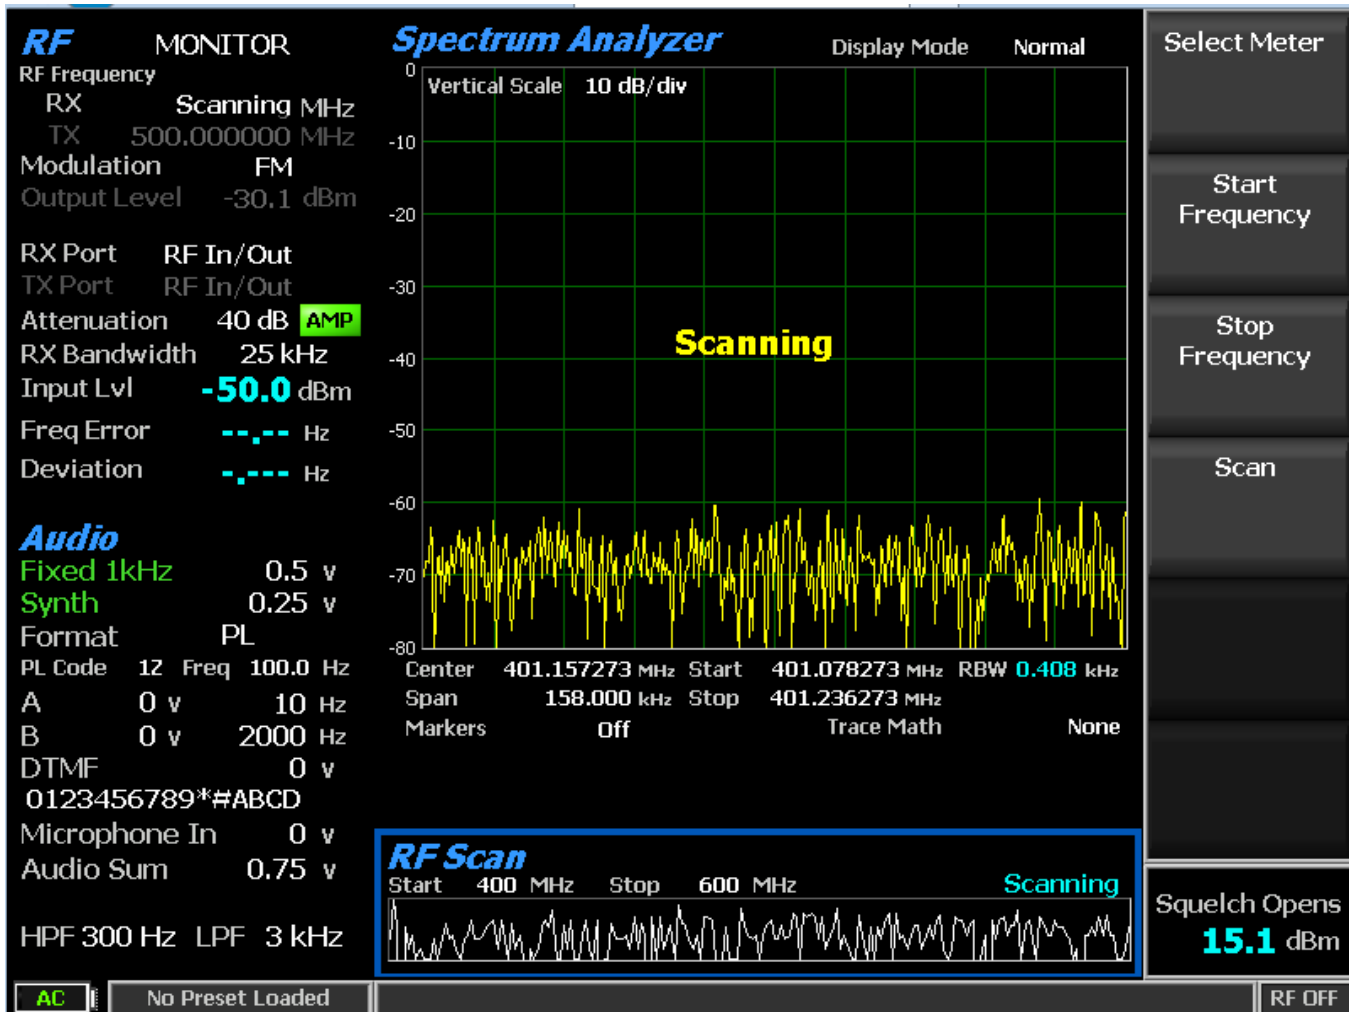 RF MONITOR
RF Frequency
RX Scanning MHz
TX 500.000000 MHz
Modulation FM
Output Level -30.1 dBm
RX Port RF In/Out
TX Port RF In/Out
Attenuation 40 dB AMP
RX Bandwidth 25 kHz
Input Lvl -50.0 dBm
Freq Error --.-- Hz
Deviation -.--- Hz
Audio
Fixed 1kHz 0.5 v
Synth 0.25 v
Format PL
PL Code 1Z Freq 100.0 Hz
A 0 v 10 Hz
B 0 v 2000 Hz
DTMF 0 v
0123456789*#ABCD
Microphone In 0 v
Audio Sum 0.75 v
HPF 300 Hz LPF 3 kHz
Spectrum Analyzer Display Mode Normal
Vertical Scale 10 dB/div
0
-10
-20
-30
-40
-50
-60
-70
-80
Scanning
Center 401.157273 MHz Start 401.078273 MHz RBW 0.408 kHz
Span 158.000 kHz Stop 401.236273 MHz
Markers Off Trace Math None
RF Scan
Start 400 MHz Stop 600 MHz Scanning
Select Meter
Start
Frequency
Stop
Frequency
Scan
Squelch Opens
15.1 dBm
AC No Preset Loaded RF OFF